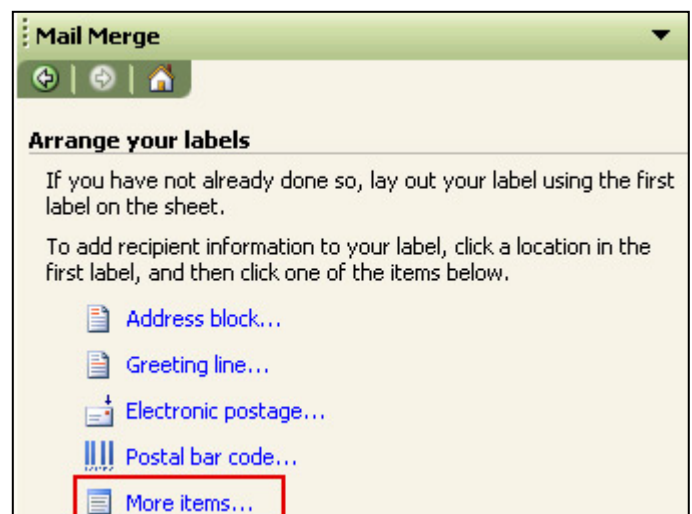 Mail Merge
Arrange your labels
If you have not already done so, lay out your label using the first
label on the sheet.
To add recipient information to your label, click a location in the
first label, and then click one of the items below.
Address block...
Greeting line...
Electronic postage...
Postal bar code...
More items...